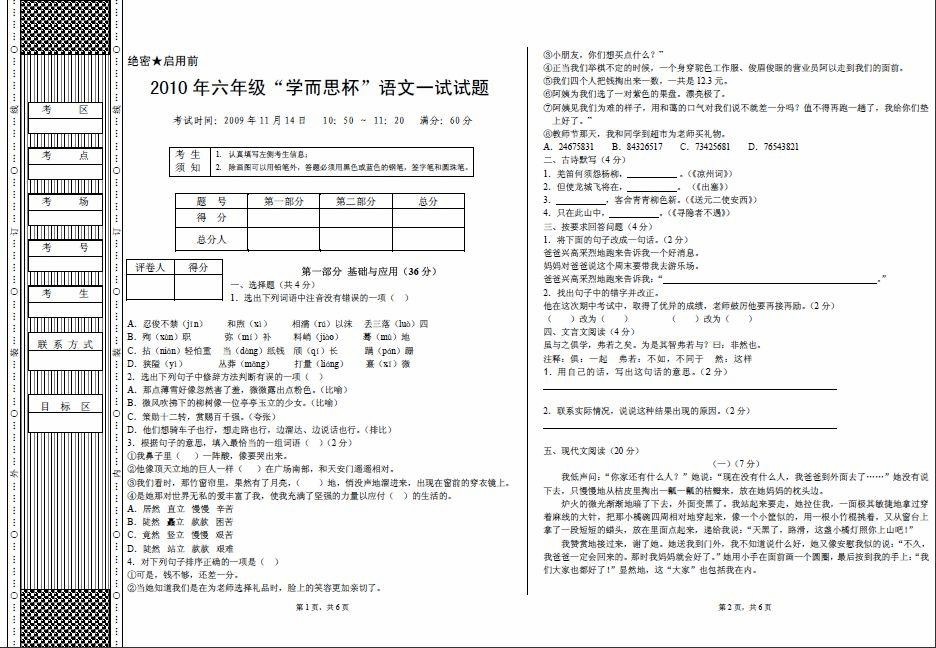 考 区
考 点
考 场
考 号
考 生
联系方式
目标区
外
装
订
线
内
装
订
线
绝密★启用前
2010 年六年级“学而思杯”语文一试试题
考试时间：2009 年 11 月 14 日 10：50 ～ 11：20 满分：60 分
考 生
须 知
1. 认真填写左侧考生信息；
2. 除画图可以用铅笔外，答题必须用黑色或蓝色的钢笔，签字笔和圆珠笔。
题 号 第一部分 第二部分 总分
得 分
总分人
评卷人 得分
第一部分 基础与应用（36 分）
一、选择题（共 4 分）
1. 选出下列词语中注音没有错误的一项（ ）
A．忍俊不禁（jīn） 和煦（xì） 相濡（rú）以沫 丢三落（luò）四
B．殉（xùn）职 弥（mí）补 料峭（jiào） 蓦（mù）地
C．拈（niān）轻怕重 当（dàng）纸钱 颀（qí）长 蹒（pán）跚
D．狭隘（yì） 丛莽（mǎng） 打量（liáng） 熹（xī）微
2．选出下列句子中修辞方法判断有误的一项（ ）
A．那点薄雪好像忽然害了羞，微微露出点粉色。（比喻）
B．微风吹拂下的柳树像一位亭亭玉立的少女。（比喻）
C．策勋十二转，赏赐百千强。（夸张）
D．他们想骑车子也行，想走路也行，边溜达、边说话也行。（排比）
3．根据句子的意思，填入最恰当的一组词语（ ）（2 分）
①我鼻子里（ ）一阵酸，像要哭出来。
②他像顶天立地的巨人一样（ ）在广场南部，和天安门遥遥相对。
③我们看时，那竹窗帘里，果然有了月亮，（ ）地，悄没声地溜进来，出现在窗前的穿衣镜上。
④是她那对世界无私的爱丰富了我，使我充满了坚强的力量以应付（ ）的生活的。
A．居然 直立 慢慢 辛苦
B．陡然 矗立 款款 困苦
C．竟然 竖立 慢慢 艰苦
D．陡然 站立 款款 艰难
4．对下列句子排序正确的一项是（ ）
①可是，钱不够，还差一分。
②当她知道我们是在为老师选择礼品时，脸上的笑容更加亲切了。
第 1 页，共 6 页
③小朋友，你们想买点什么？”
④正当我们举棋不定的时候，一个身穿驼色工作服、俊眉俊眼的营业员阿以走到我们的面前。
⑤我们四个人把钱掏出来一数，一共是 12.3 元。
⑥阿姨为我们选了一对紫色的果盘。漂亮极了。
⑦阿姨见我们为难的样子，用和蔼的口气对我们说不就差一分吗？值不得再跑一趟了，我给你们垫上好了。”
⑧教师节那天，我和同学到超市为老师买礼物。
A. 24675831 B. 84326517 C. 73425681 D. 76543821
二、古诗默写（4 分）
1．羌笛何须怨杨柳，________ 。（《凉州词》）
2．但使龙城飞将在，________ 。（《出塞》）
3．________ ，客舍青青柳色新。（《送元二使安西》）
4．只在此山中，________ 。（《寻隐者不遇》）
三、按要求回答问题（4 分）
1．将下面的句子改成一句话。（2 分）
爸爸兴高采烈地跑来告诉我一个好消息。
妈妈对爸爸说这个周末要带我去游乐场。
爸爸兴高采烈地跑来告诉我：“________________。”
2．找出句子中的错字并改正。
他在这次期中考试中，取得了优异的成绩，老师鼓厉他要再接再励。（2 分）
（ ）改为（ ） （ ）改为（ ）
四、文言文阅读（4 分）
虽与之俱学，弗若之矣。为是其智弗若与？曰：非然也。
注释：俱：一起 弗若：不如，不同于 然：这样
1．用自己的话，写出这句话的意思。（2 分）
2．联系实际情况，说说这种结果出现的原因。（2 分）
五、现代文阅读（20 分）
（一）（7 分）
我低声问：“你家还有什么人？”她说：“现在没有什么人，我爸爸到外面去了……”她没有说
下去，只慢慢地从桔皮里掏出一瓤一瓤的桔瓣来，放在她妈妈的枕头边。
炉火的微光渐渐地暗了下去，外面变黑了。我站起来要走，她拉住我，一面极其敏捷地拿过穿
着麻线的大针，把那小橘碗四周相对地穿起来，像一个小筐似的，用一根小竹棍挑着，又从窗台上
拿了一段短短的蜡头，放在里面点起来，递给我说：“天黑了，路滑，这盏小橘灯照你上山吧！”
我赞赏地接过来，谢了她。她送我到门外，我不知道说什么好，她又像安慰我似的说：“不久，
我爸爸一定会回来的。那时我妈妈就会好了。”她用小手在面前画一个圆圈，最后按到我的手上：“我
们大家也都好了！”显然地，这“大家”也包括我在内。
第 2 页，共 6 页